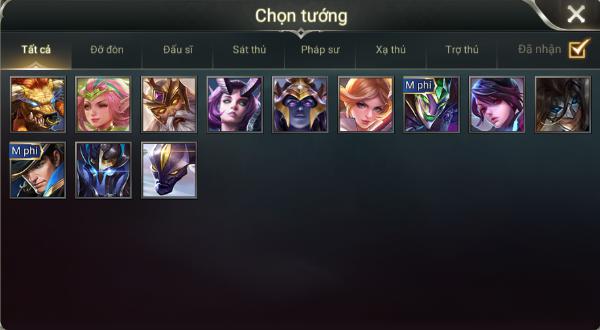 Chọn tướng
Tất cả Đỡ đòn Đấu sĩ Sát thủ Pháp sư Xạ thủ Trợ thủ Đã nhận
M phí
M phí